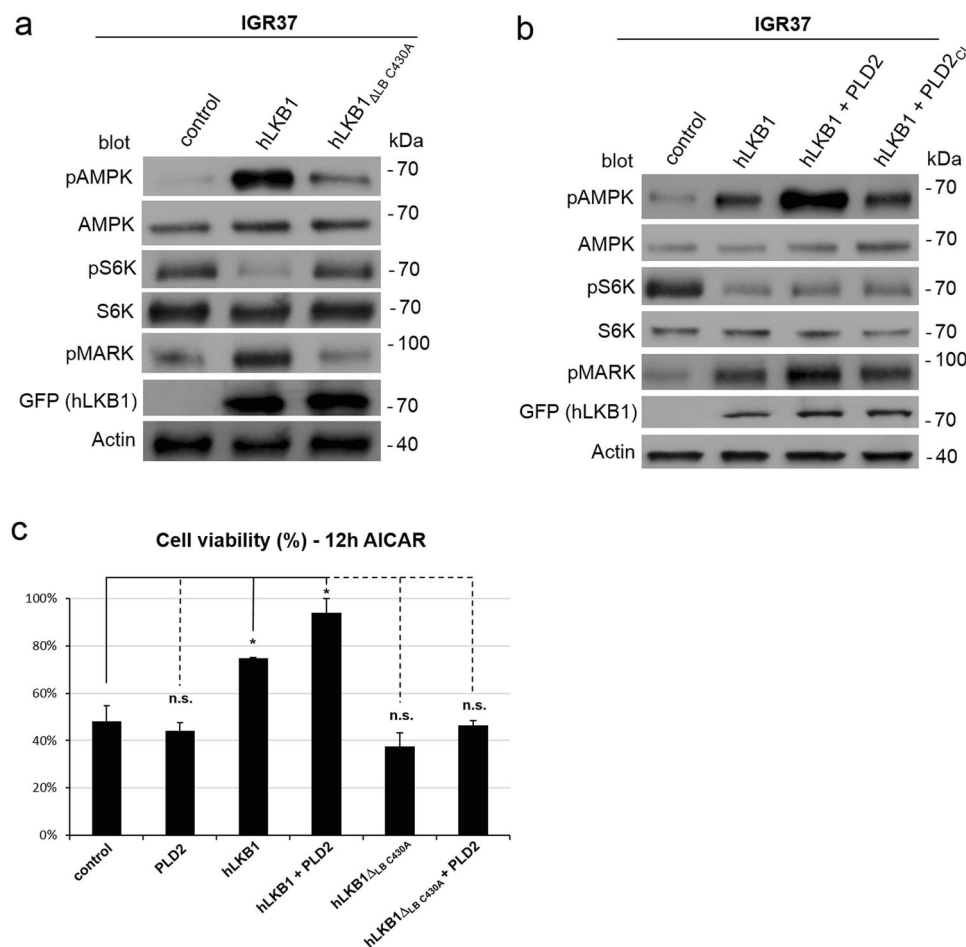 a
IGR37
control
hLKB1
hLKB1ΔLB C430A
blot
kDa
pAMPK
- 70
AMPK
- 70
pS6K
- 70
S6K
- 70
pMARK
- 100
GFP (hLKB1)
- 70
Actin
- 40
b
IGR37
control
hLKB1
hLKB1 + PLD2
hLKB1 + PLD2CI
blot
kDa
pAMPK
- 70
AMPK
- 70
pS6K
- 70
S6K
- 70
pMARK
- 100
GFP (hLKB1)
- 70
Actin
- 40
c
Cell viability (%) - 12h AICAR
100%
80%
60%
40%
20%
0%
n.s.
*
*
n.s.
n.s.
control
PLD2
hLKB1
hLKB1 + PLD2
hLKB1ΔLB C430A
hLKB1ΔLB C430A + PLD2